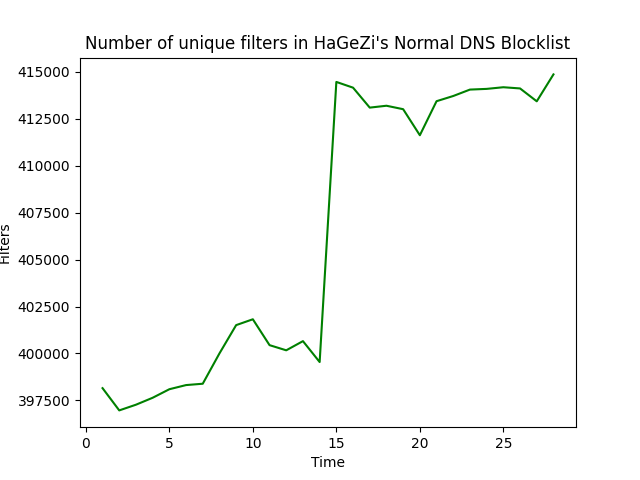 Number of unique filters in HaGeZi's Normal DNS Blocklist
415000
412500
410000
407500
405000
402500
400000
397500
Filters
0 5 10 15 20 25
Time